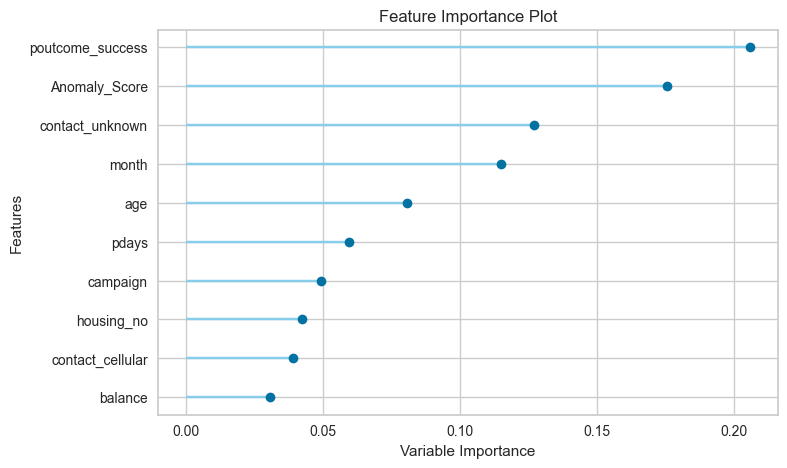 Feature Importance Plot
poutcome_success
Anomaly_Score
contact_unknown
month
age
pdays
campaign
housing_no
contact_cellular
balance
Features
0.00 0.05 0.10 0.15 0.20
Variable Importance